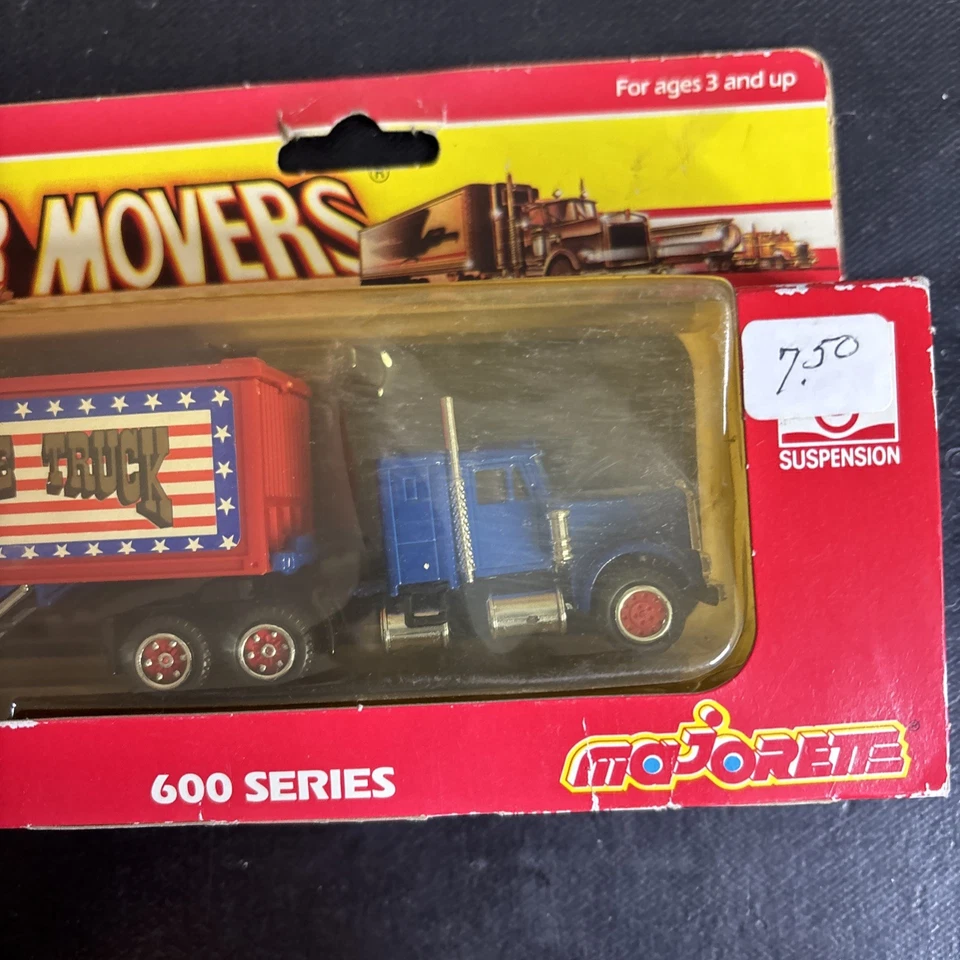 For ages 3 and up
MOVERS®
7.50
SUSPENSION
TRUCK
600 SERIES
MAJORETTE®